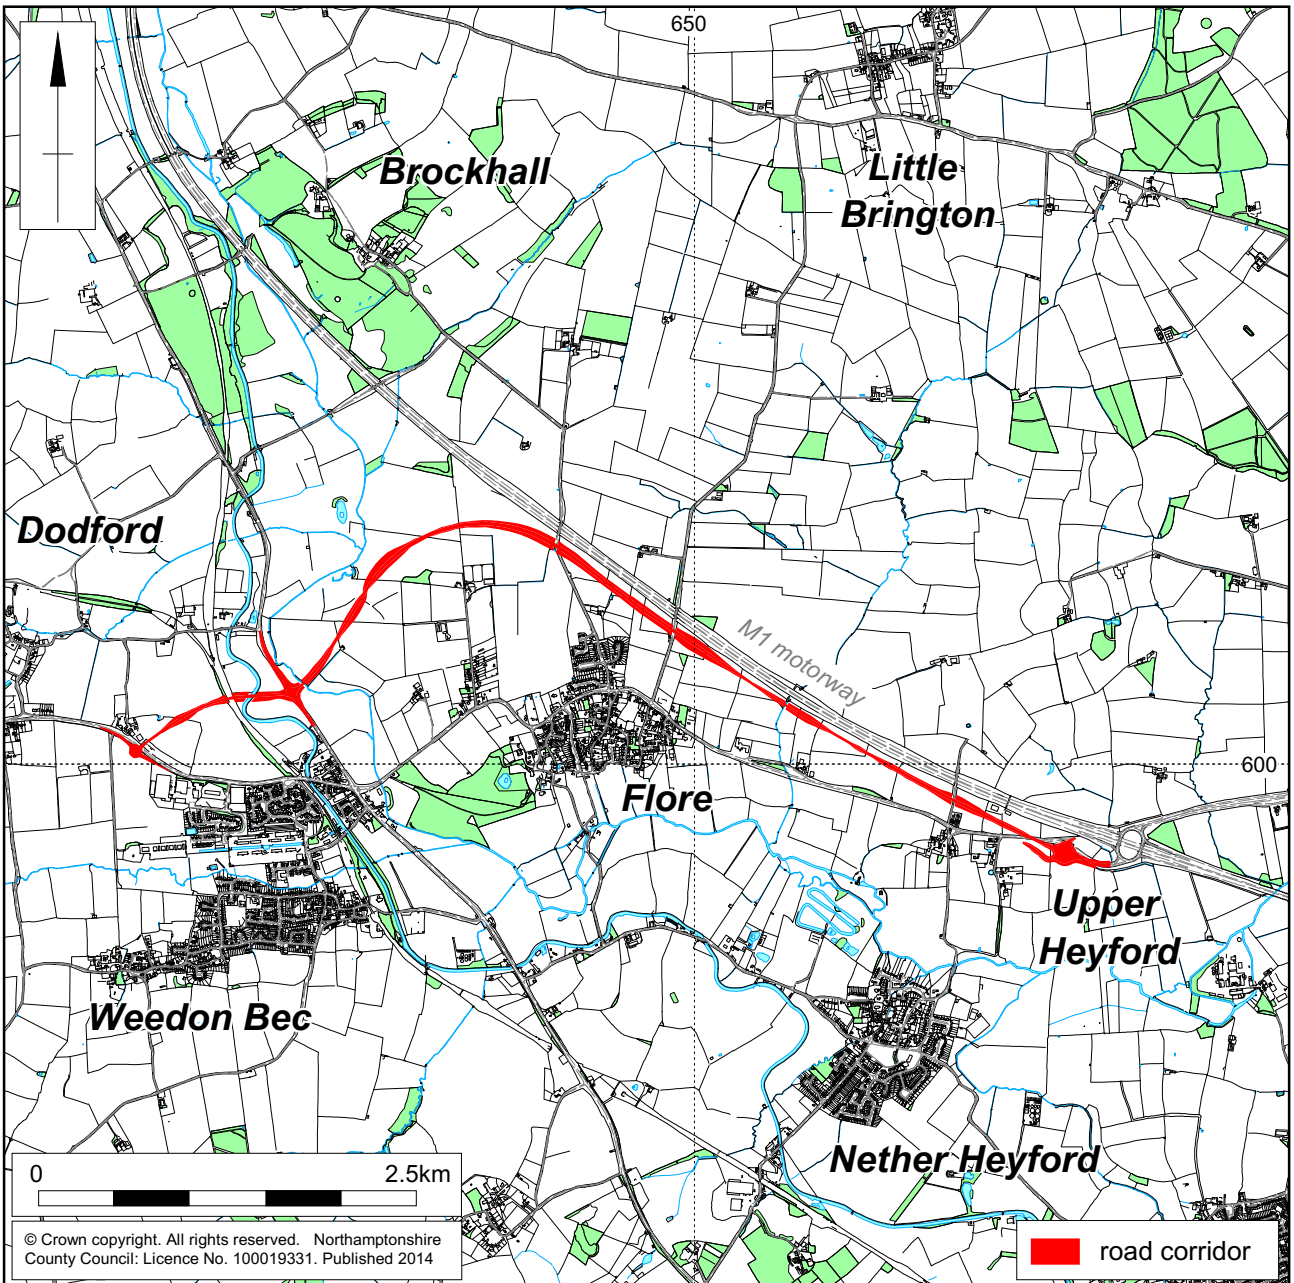 650
Brockhall
Little
Brington
Dodford
M1 motorway
600
Flore
Upper
Heyford
Weedon Bec
Nether Heyford
0 2.5km
© Crown copyright. All rights reserved. Northamptonshire
County Council: Licence No. 100019331. Published 2014
road corridor